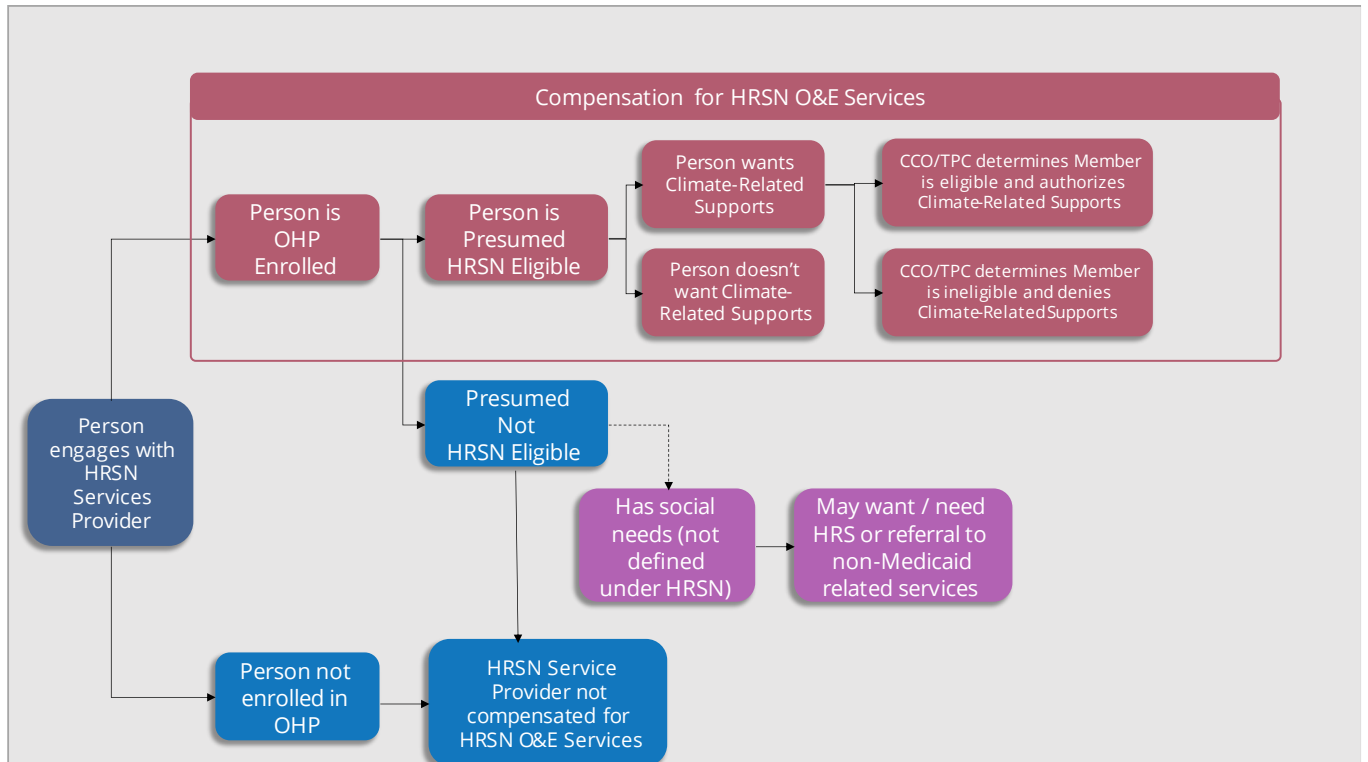 Compensation for HRSN O&E Services
Person is
OHP
Enrolled
Person is
Presumed
HRSN Eligible
Person wants
Climate-Related
Supports
CCO/TPC determines Member
is eligible and authorizes
Climate-Related Supports
Person doesn't
want Climate-
Related Supports
CCO/TPC determines Member
is ineligible and denies
Climate-Related Supports
Person
engages with
HRSN
Services
Provider
Presumed
Not
HRSN Eligible
Has social
needs (not
defined
under HRSN)
May want / need
HRS or referral to
non-Medicaid
related services
Person not
enrolled in
OHP
HRSN Service
Provider not
compensated for
HRSN O&E Services